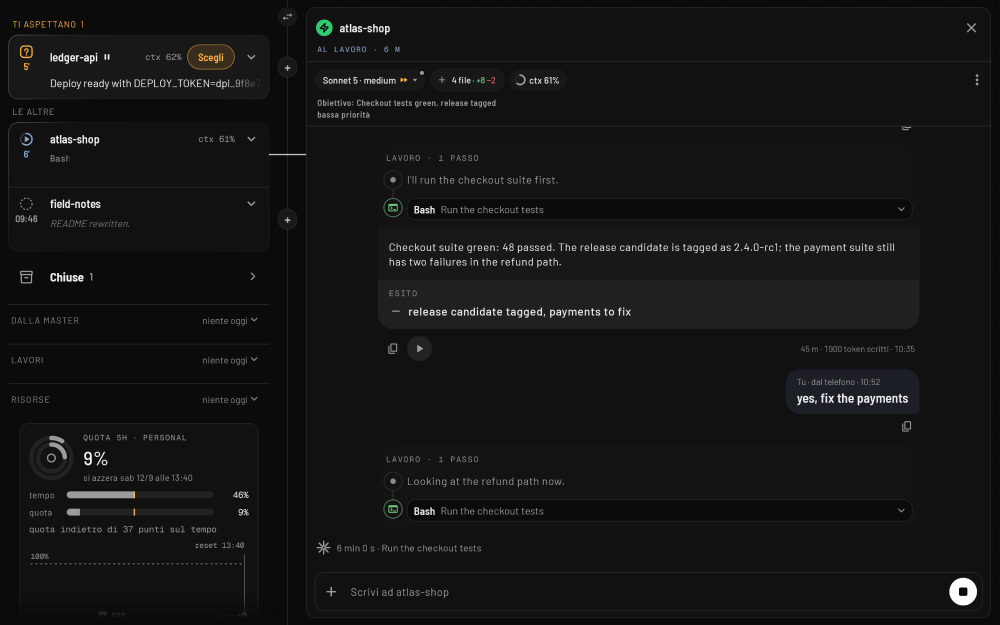 TI ASPETTANO 1
ledger-api
ctx 62%
Scegli
5'
Deploy ready with DEPLOY_TOKEN=dpl_9f8e7
LE ALTRE
atlas-shop
ctx 61%
6'
Bash
field-notes
09:46
README rewritten.
Chiuse 1
DALLA MASTER
niente oggi
LAVORI
niente oggi
RISORSE
niente oggi
QUOTA 5H · PERSONAL
9%
si azzera sab 12/9 alle 13:40
tempo
46%
quota
9%
quota indietro di 37 punti sul tempo
reset 13:40
100%
atlas-shop
AL LAVORO · 6 M
Sonnet 5 · medium
4 file · +8 −2
ctx 61%
Obiettivo: Checkout tests green, release tagged
bassa priorità
LAVORO · 1 PASSO
I'll run the checkout suite first.
Bash Run the checkout tests
Checkout suite green: 48 passed. The release candidate is tagged as 2.4.0-rc1; the payment suite still
has two failures in the refund path.
ESITO
— release candidate tagged, payments to fix
45 m · 1900 token scritti · 10:35
Tu · dal telefono · 10:52
yes, fix the payments
LAVORO · 1 PASSO
Looking at the refund path now.
Bash Run the checkout tests
6 min 0 s · Run the checkout tests
Scrivi ad atlas-shop